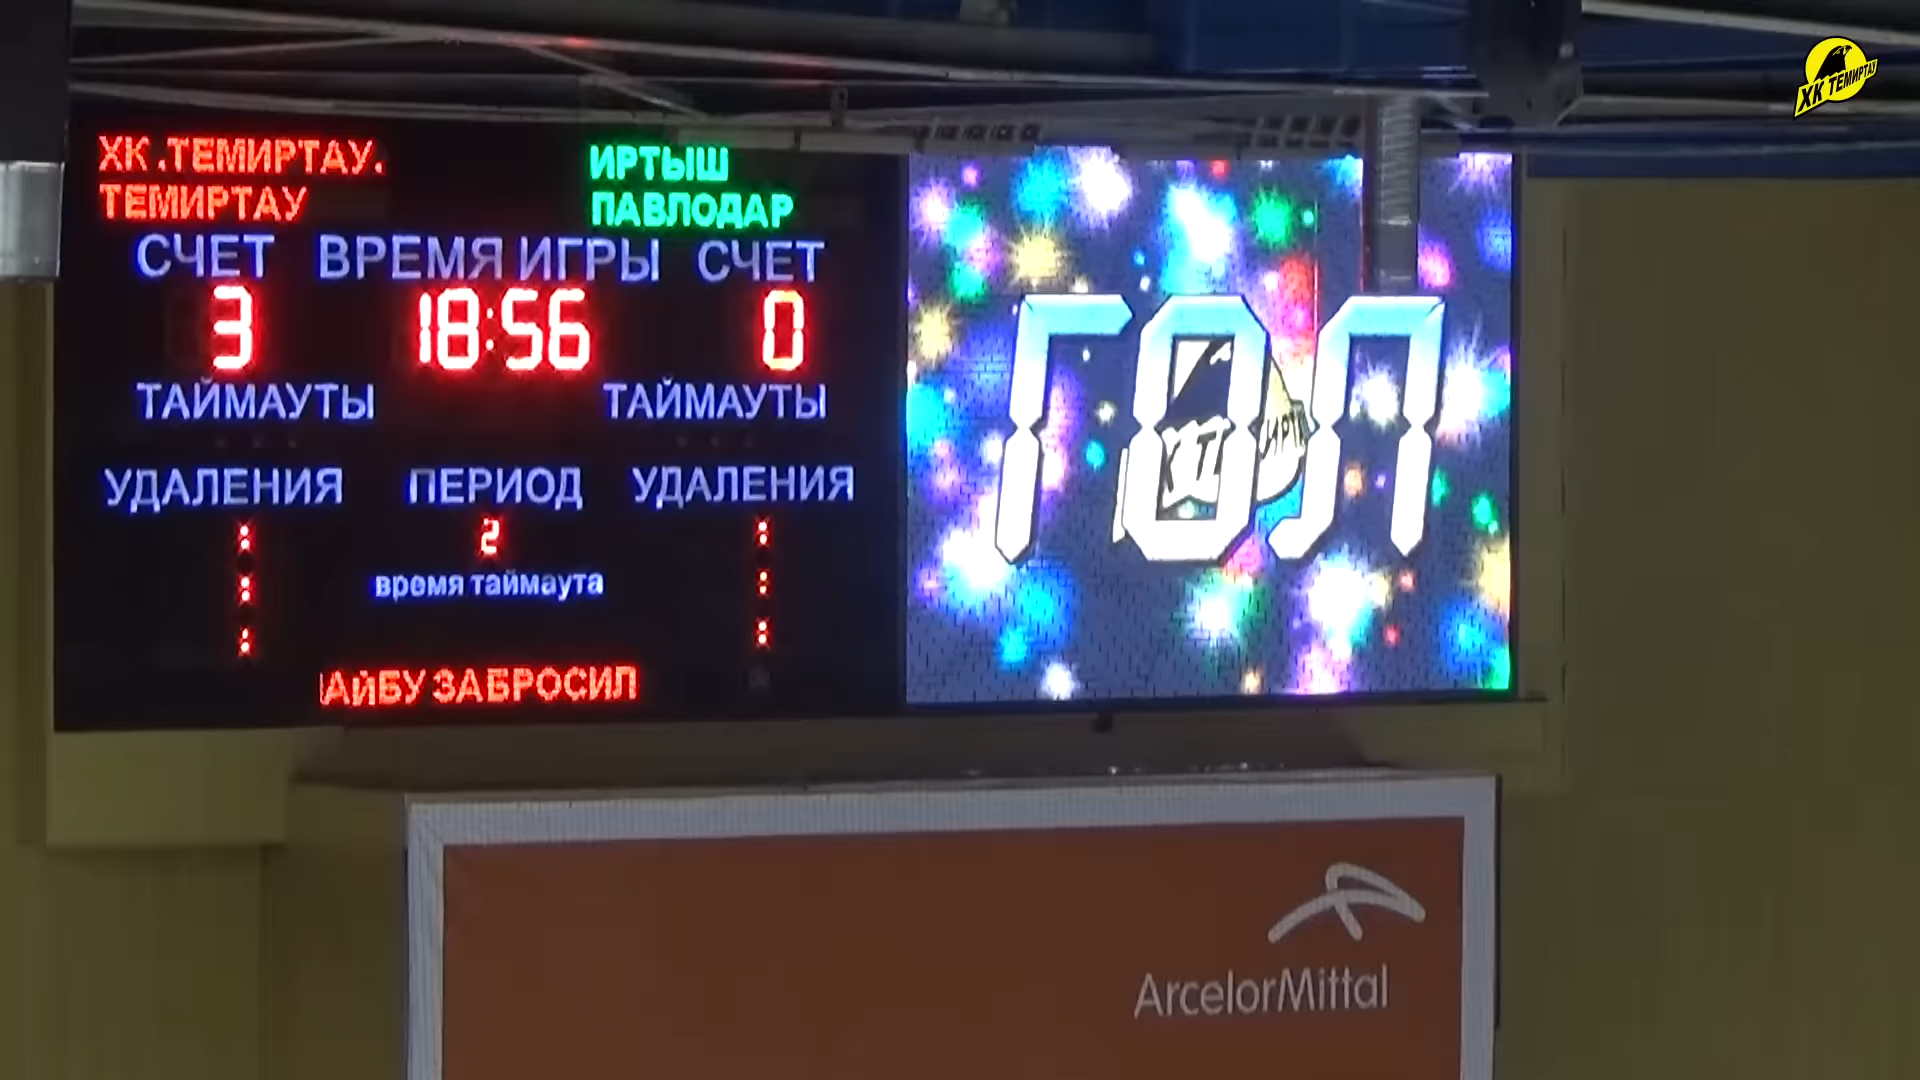 ХК ТЕМИРТАУ
ХК .ТЕМИРТАУ.
ТЕМИРТАУ
ИРТЫШ
ПАВЛОДАР
СЧЕТ ВРЕМЯ ИГРЫ СЧЕТ
3 18:56 0
ТАЙМАУТЫ ТАЙМАУТЫ
УДАЛЕНИЯ ПЕРИОД УДАЛЕНИЯ
: 2 :
время таймаута
: :
: :
АЙБУ ЗАБРОСИЛ
ГОЛ
ArcelorMittal